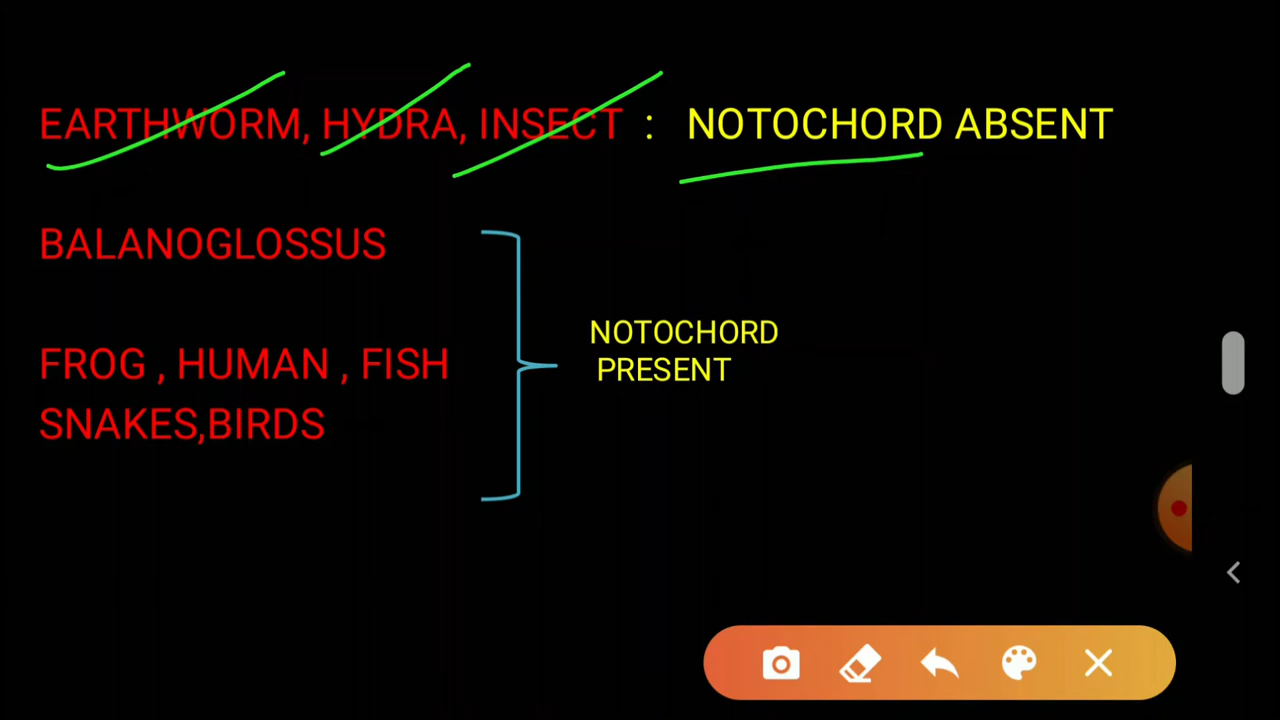 EARTHWORM, HYDRA, INSECT : NOTOCHORD ABSENT
BALANOGLOSSUS
NOTOCHORD
PRESENT
FROG , HUMAN , FISH
SNAKES,BIRDS